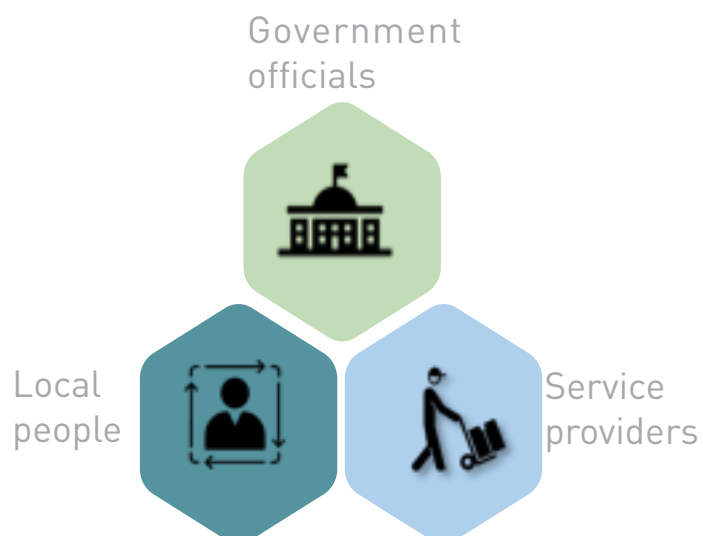 Government
officials
Local
people
Service
providers